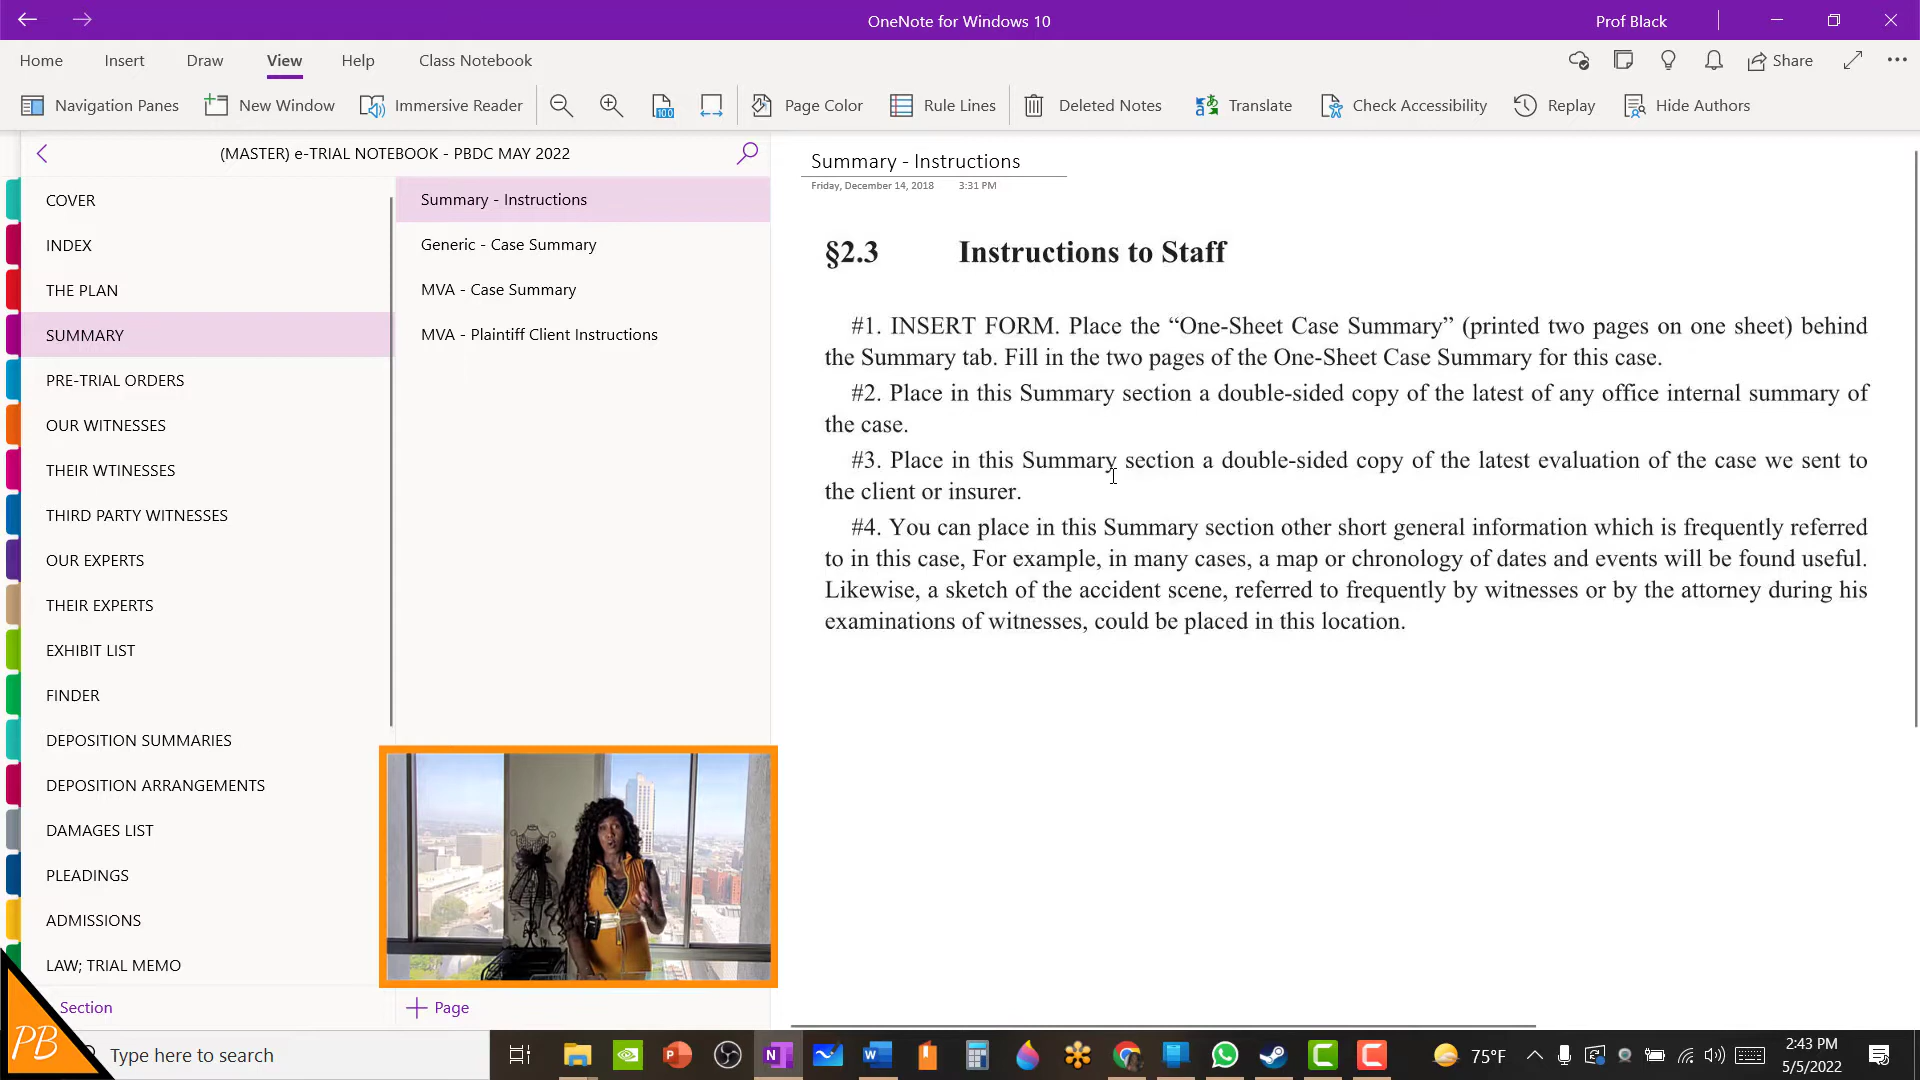 OneNote for Windows 10
Prof Black
Home Insert Draw View Help Class Notebook
Share
Navigation Panes New Window Immersive Reader Page Color Rule Lines Deleted Notes Translate Check Accessibility Replay Hide Authors
100
(MASTER) e-TRIAL NOTEBOOK - PBDC MAY 2022
COVER
INDEX
THE PLAN
SUMMARY
PRE-TRIAL ORDERS
OUR WITNESSES
THEIR WTINESSES
THIRD PARTY WITNESSES
OUR EXPERTS
THEIR EXPERTS
EXHIBIT LIST
FINDER
DEPOSITION SUMMARIES
DEPOSITION ARRANGEMENTS
DAMAGES LIST
PLEADINGS
ADMISSIONS
LAW; TRIAL MEMO
Section
Summary - Instructions
Generic - Case Summary
MVA - Case Summary
MVA - Plaintiff Client Instructions
Page
Summary - Instructions
Friday, December 14, 2018 3:31 PM
§2.3 Instructions to Staff
#1. INSERT FORM. Place the “One-Sheet Case Summary” (printed two pages on one sheet) behind
the Summary tab. Fill in the two pages of the One-Sheet Case Summary for this case.
#2. Place in this Summary section a double-sided copy of the latest of any office internal summary of
the case.
#3. Place in this Summary section a double-sided copy of the latest evaluation of the case we sent to
the client or insurer.
#4. You can place in this Summary section other short general information which is frequently referred
to in this case, For example, in many cases, a map or chronology of dates and events will be found useful.
Likewise, a sketch of the accident scene, referred to frequently by witnesses or by the attorney during his
examinations of witnesses, could be placed in this location.
PB
Type here to search
75°F
2:43 PM
5/5/2022